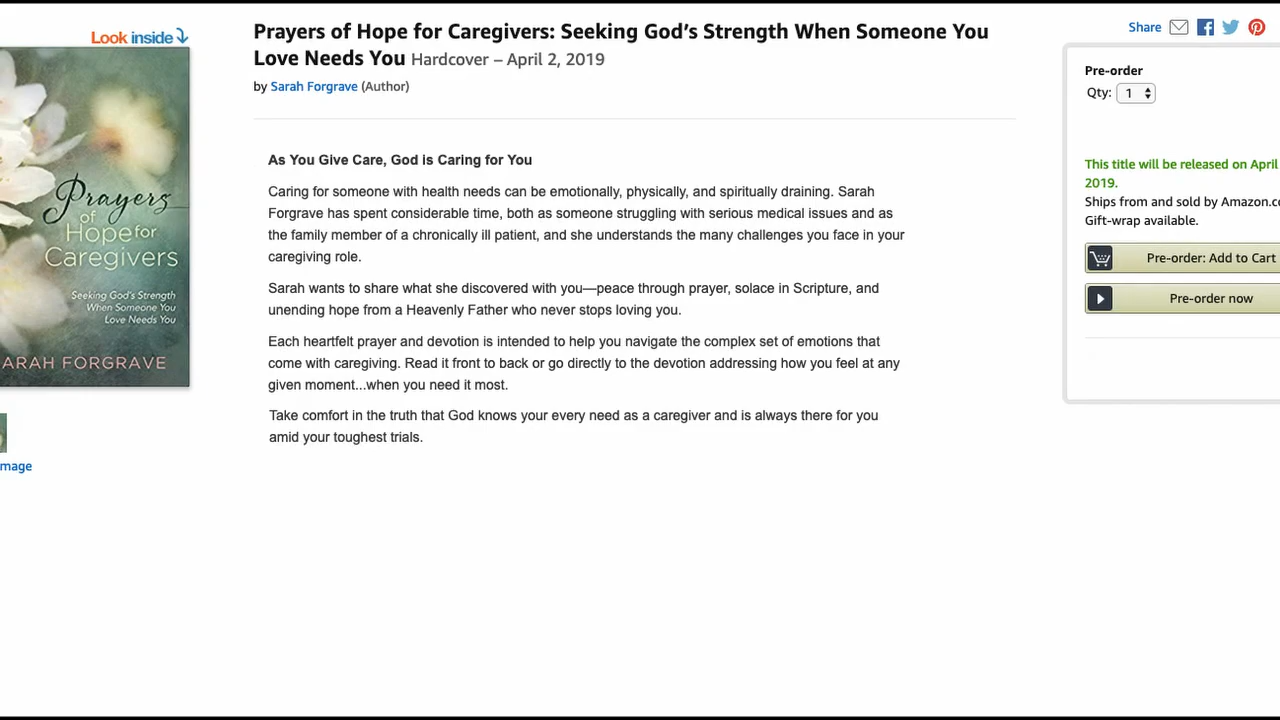 Look inside
Prayers
of
Hope for
Caregivers
Seeking God's Strength
When Someone You
Love Needs You
ARAH FORGRAVE
mage
Prayers of Hope for Caregivers: Seeking God's Strength When Someone You
Love Needs You Hardcover – April 2, 2019
by Sarah Forgrave (Author)
As You Give Care, God is Caring for You
Caring for someone with health needs can be emotionally, physically, and spiritually draining. Sarah
Forgrave has spent considerable time, both as someone struggling with serious medical issues and as
the family member of a chronically ill patient, and she understands the many challenges you face in your
caregiving role.
Sarah wants to share what she discovered with you—peace through prayer, solace in Scripture, and
unending hope from a Heavenly Father who never stops loving you.
Each heartfelt prayer and devotion is intended to help you navigate the complex set of emotions that
come with caregiving. Read it front to back or go directly to the devotion addressing how you feel at any
given moment...when you need it most.
Take comfort in the truth that God knows your every need as a caregiver and is always there for you
amid your toughest trials.
Share
Pre-order
Qty: 1
This title will be released on April
2019.
Ships from and sold by Amazon.co
Gift-wrap available.
Pre-order: Add to Cart
Pre-order now